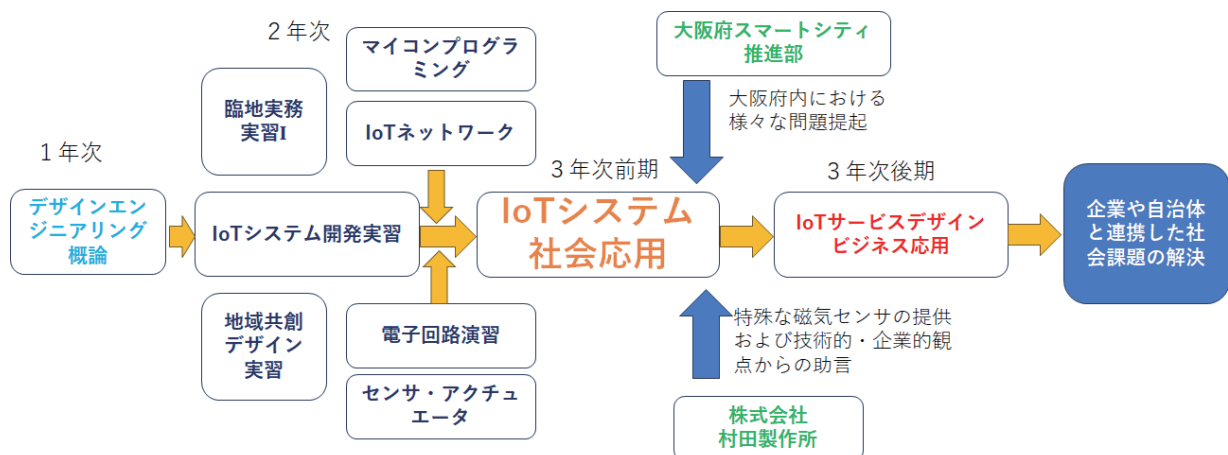 1年次
デザインエン
ジニアリング
概論
2年次
臨地実務
実習I
マイコンプログラ
ミング
IoTネットワーク
IoTシステム開発実習
地域共創
デザイン
実習
電子回路演習
センサ・アクチュ
エータ
3年次前期
IoTシステム
社会応用
大阪府スマートシティ
推進部
大阪府内における
様々な問題提起
特殊な磁気センサの提供
および技術的・企業的観
点からの助言
株式会社
村田製作所
3年次後期
IoTサービスデザイン
ビジネス応用
企業や自治体
と連携した社
会課題の解決